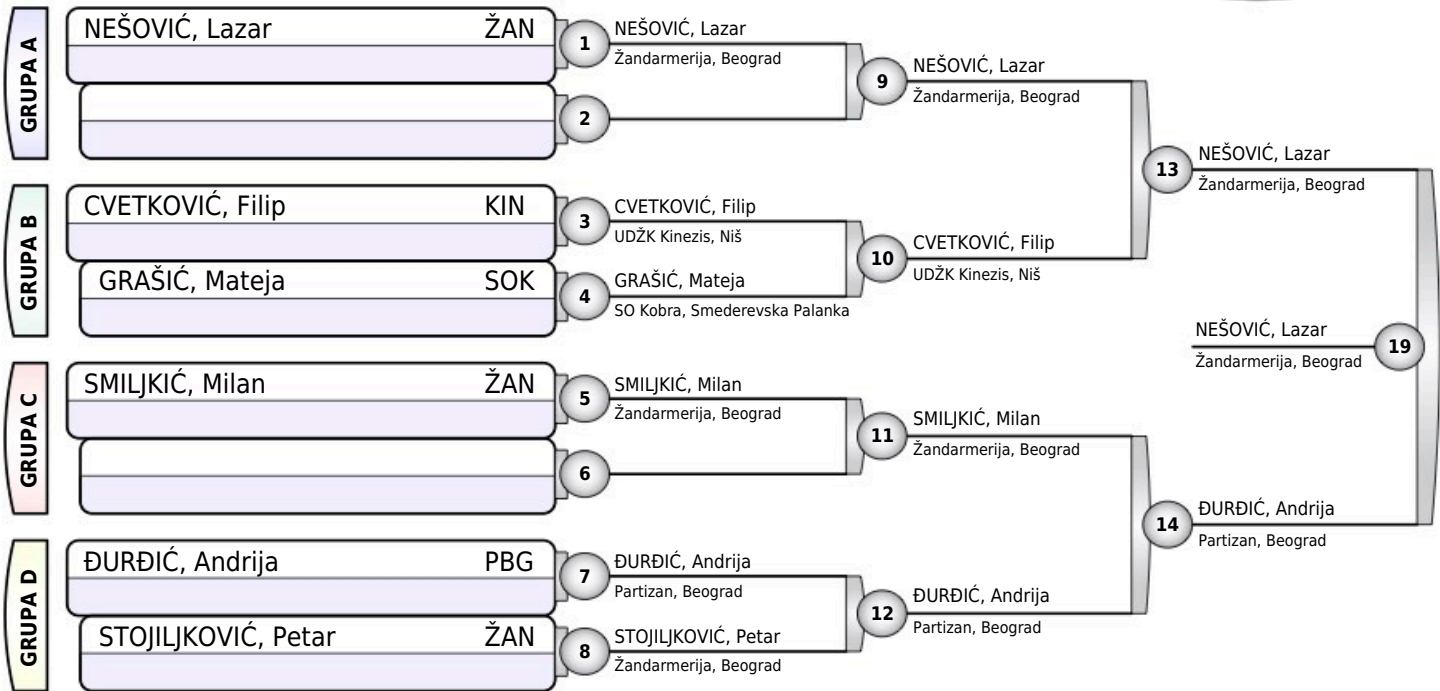 GRUPA A
NEŠOVIĆ, Lazar ŽAN
1
NEŠOVIĆ, Lazar
Žandarmerija, Beograd
2
9
NEŠOVIĆ, Lazar
Žandarmerija, Beograd
GRUPA B
CVETKOVIĆ, Filip KIN
3
CVETKOVIĆ, Filip
UDŽK Kinezis, Niš
GRAŠIĆ, Mateja SOK
4
GRAŠIĆ, Mateja
SO Kobra, Smederevska Palanka
10
CVETKOVIĆ, Filip
UDŽK Kinezis, Niš
13
NEŠOVIĆ, Lazar
Žandarmerija, Beograd
GRUPA C
SMILJKIĆ, Milan ŽAN
5
SMILJKIĆ, Milan
Žandarmerija, Beograd
6
11
SMILJKIĆ, Milan
Žandarmerija, Beograd
GRUPA D
ĐURĐIĆ, Andrija PBG
7
ĐURĐIĆ, Andrija
Partizan, Beograd
STOJILJKOVIĆ, Petar ŽAN
8
STOJILJKOVIĆ, Petar
Žandarmerija, Beograd
12
ĐURĐIĆ, Andrija
Partizan, Beograd
14
ĐURĐIĆ, Andrija
Partizan, Beograd
NEŠOVIĆ, Lazar
Žandarmerija, Beograd
19